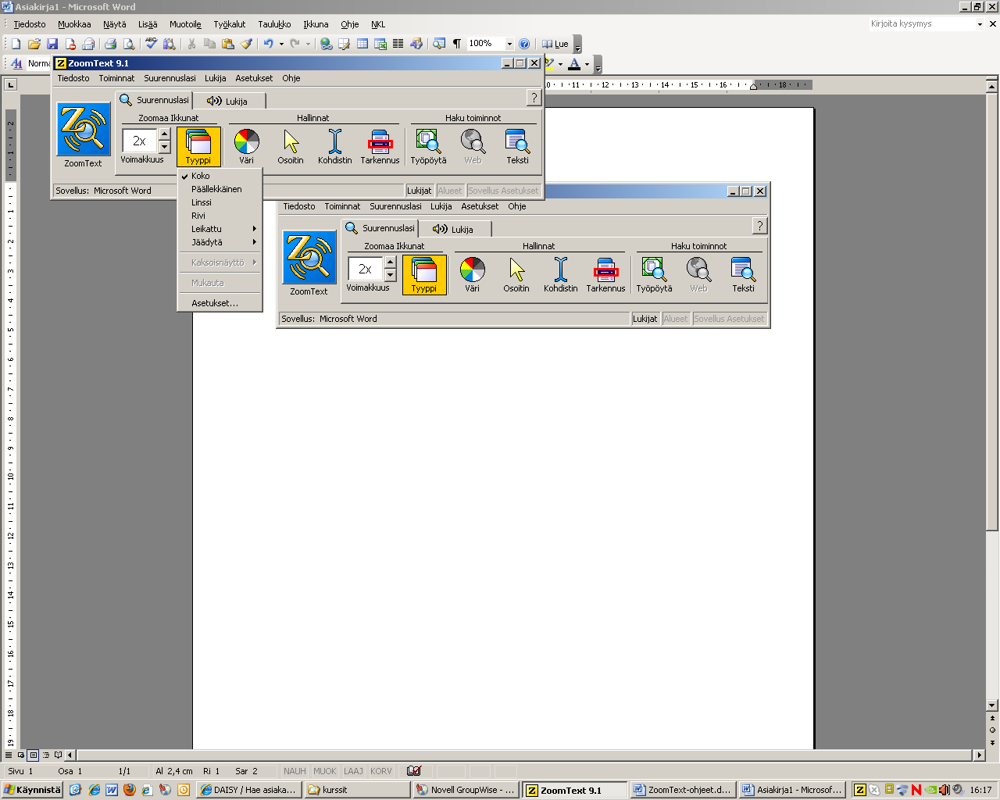 Asiakirja1 - Microsoft Word
Tiedosto Muokkaa Näytä Lisää Muotoile Työkalut Taulukko Ikkuna Ohje NKL Kirjoita kysymys
100% Lue
Norma
ZoomText 9.1
Tiedosto Toiminnat Suurennuslasi Lukija Asetukset Ohje
Suurennuslasi Lukija ?
Zoomaa Ikkunat Hallinnat Haku toiminnot
2x
Voimakkuus Tyyppi Väri Osoitin Kohdistin Tarkennus Työpöytä Web Teksti
ZoomText
Sovellus: Microsoft Word Lukijat Alueet Sovellus Asetukset
Koko
Päällekkäinen
Linssi
Rivi
Leikattu
Jäädytä
Kaksoisnäyttö
Mukauta
Asetukset...
Tiedosto Toiminnat Suurennuslasi Lukija Asetukset Ohje
Suurennuslasi Lukija ?
Zoomaa Ikkunat Hallinnat Haku toiminnot
2x
Voimakkuus Tyyppi Väri Osoitin Kohdistin Tarkennus Työpöytä Web Teksti
ZoomText
Sovellus: Microsoft Word Lukijat Alueet Sovellus Asetukset
Sivu 1 Osa 1 1/1 Al 2,4 cm Ri 1 Sar 2 NAUH MUOK LAAJ KORV
Käynnistä DAISY / Hae asiaka... kurssit Novell GroupWise - ... ZoomText 9.1 ZoomText-ohjeet.d... Asiakirja1 - Microsof... 16:17